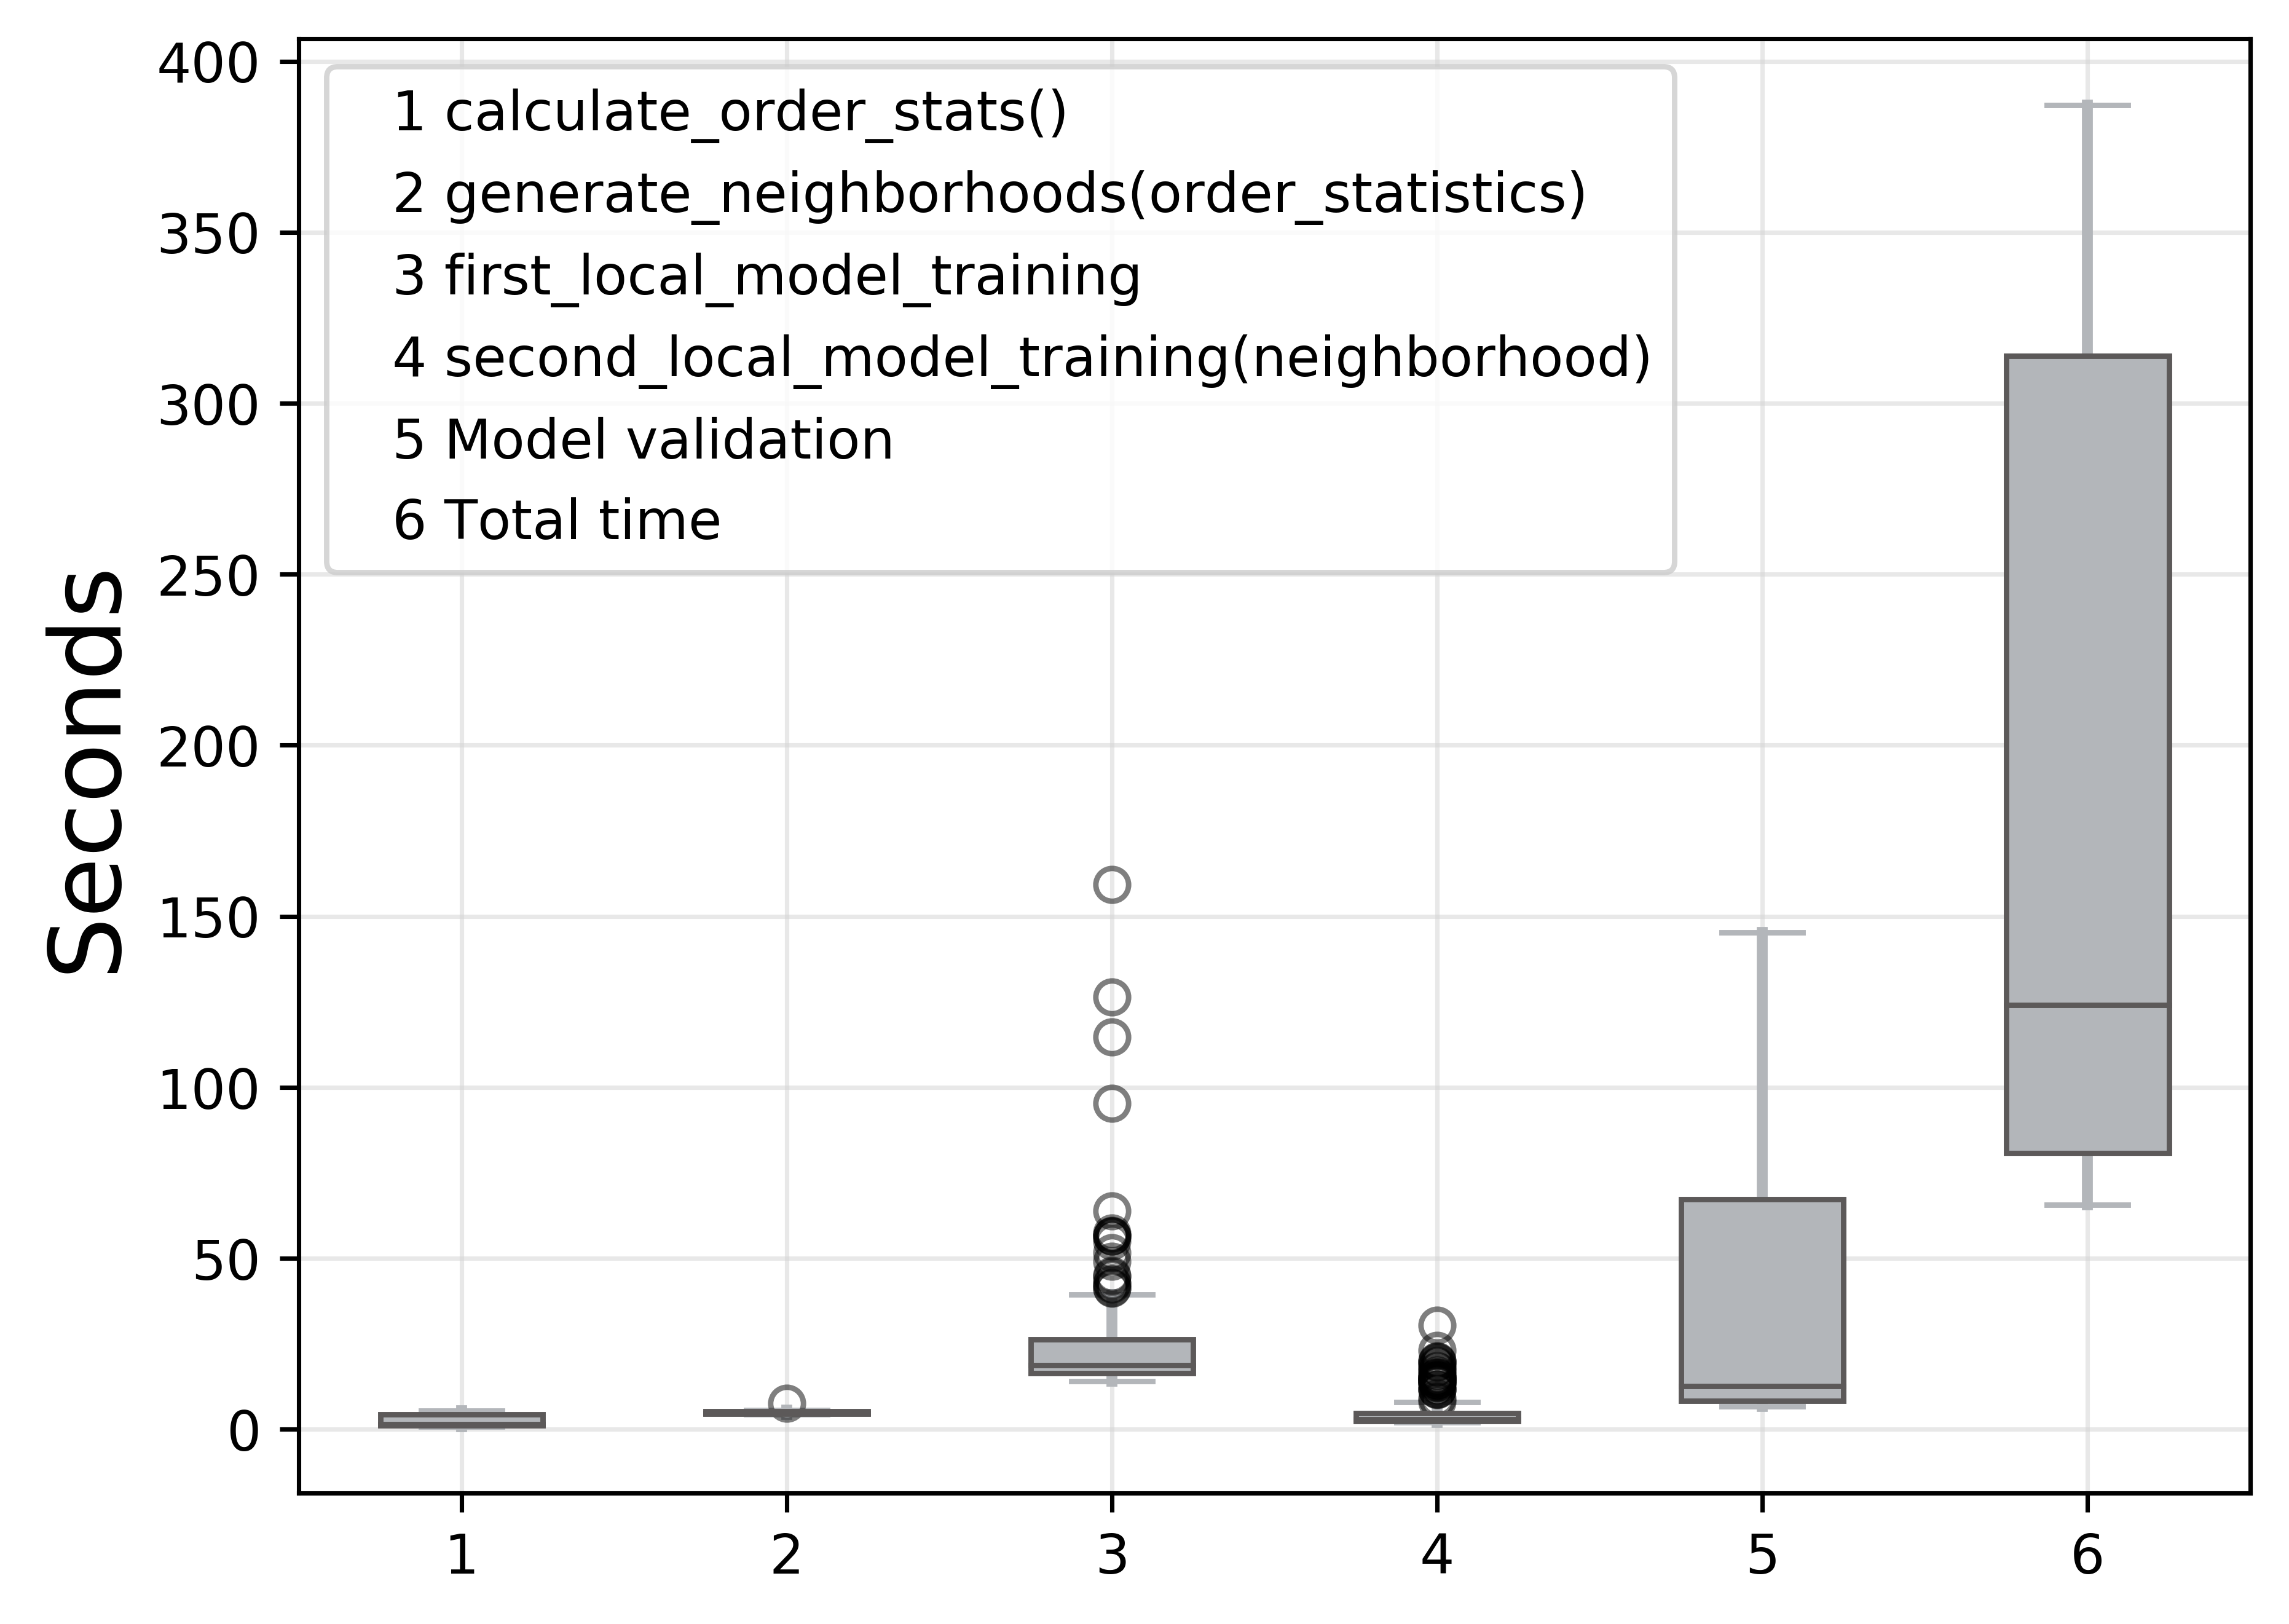 400
350
300
250
200
150
100
50
0
Seconds
1 calculate_order_stats()
2 generate_neighborhoods(order_statistics)
3 first_local_model_training
4 second_local_model_training(neighborhood)
5 Model validation
6 Total time
1 2 3 4 5 6